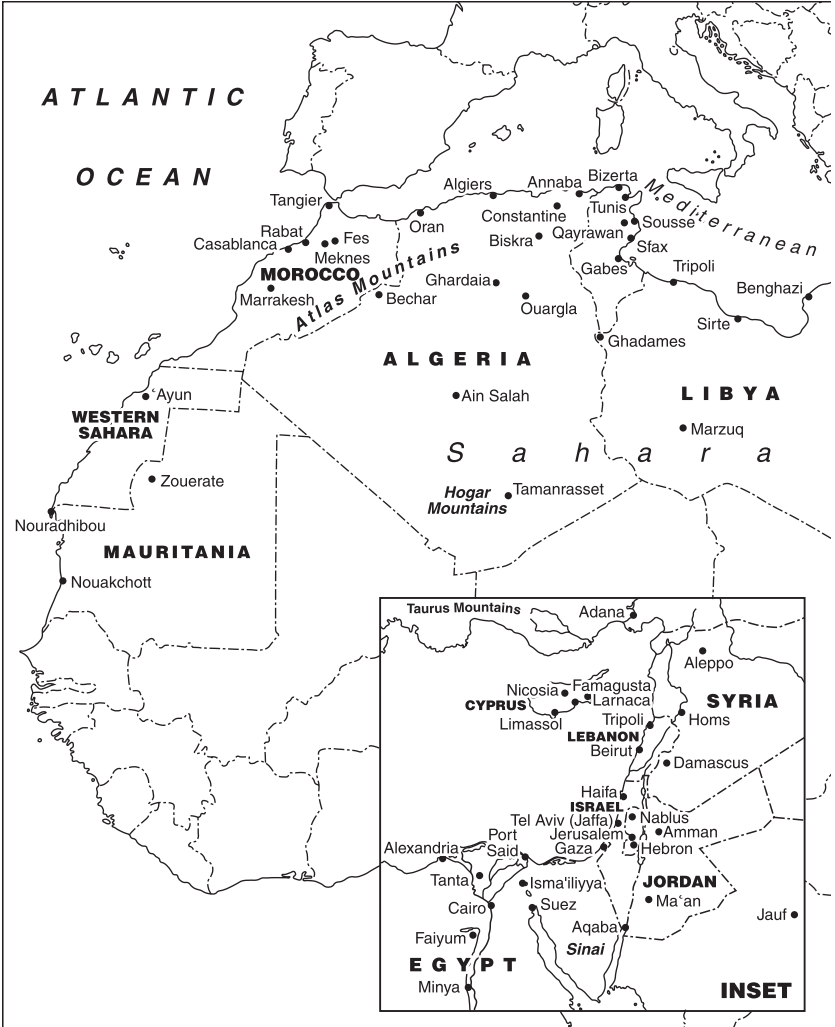 ATLANTIC
OCEAN
Tangier
Algiers
Annaba
Bizerta
Mediterranean
Oran
Constantine
Tunis
Sousse
Rabat
Fes
Casablanca
Meknes
Biskra
Qayrawan
Sfax
MOROCCO
Atlas Mountains
Gabes
Tripoli
Marrakesh
Bechar
Ghardaia
Ouargla
Benghazi
Sirte
Ghadames
ALGERIA
ʿAyun
Ain Salah
LIBYA
WESTERN
SAHARA
Marzuq
Sahara
Zouerate
Hogar
Mountains
Tamanrasset
Nouradhibou
MAURITANIA
Nouakchott
Taurus Mountains
Adana
Aleppo
Nicosia
Famagusta
CYPRUS
Larnaca
SYRIA
Limassol
Tripoli
Homs
LEBANON
Beirut
Damascus
Haifa
ISRAEL
Tel Aviv (Jaffa)
Nablus
Jerusalem
Amman
Alexandria
Port
Said
Gaza
Hebron
Tanta
Isma'iliyya
JORDAN
Cairo
Suez
Maʿan
Jauf
Aqaba
Faiyum
Sinai
EGYPT
Minya
INSET